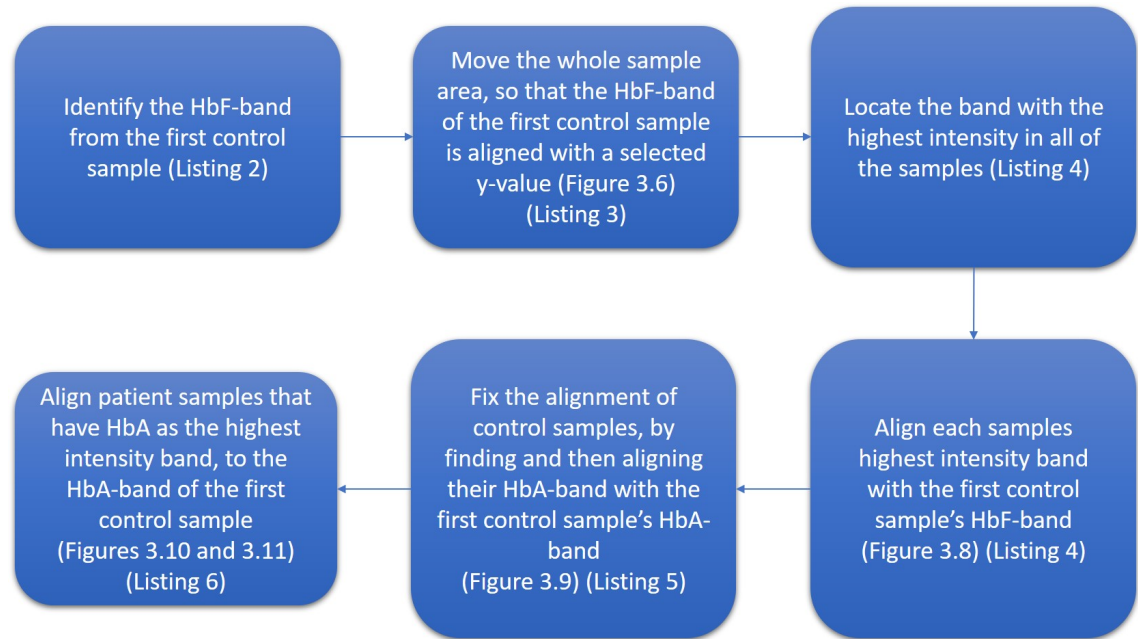 Identify the HbF-band
from the first control
sample (Listing 2)
Move the whole sample
area, so that the HbF-band
of the first control sample
is aligned with a selected
y-value (Figure 3.6)
(Listing 3)
Locate the band with the
highest intensity in all of
the samples (Listing 4)
Align each samples
highest intensity band
with the first control
sample’s HbF-band
(Figure 3.8) (Listing 4)
Fix the alignment of
control samples, by
finding and then aligning
their HbA-band with the
first control sample’s HbA-
band
(Figure 3.9) (Listing 5)
Align patient samples that
have HbA as the highest
intensity band, to the
HbA-band of the first
control sample
(Figures 3.10 and 3.11)
(Listing 6)